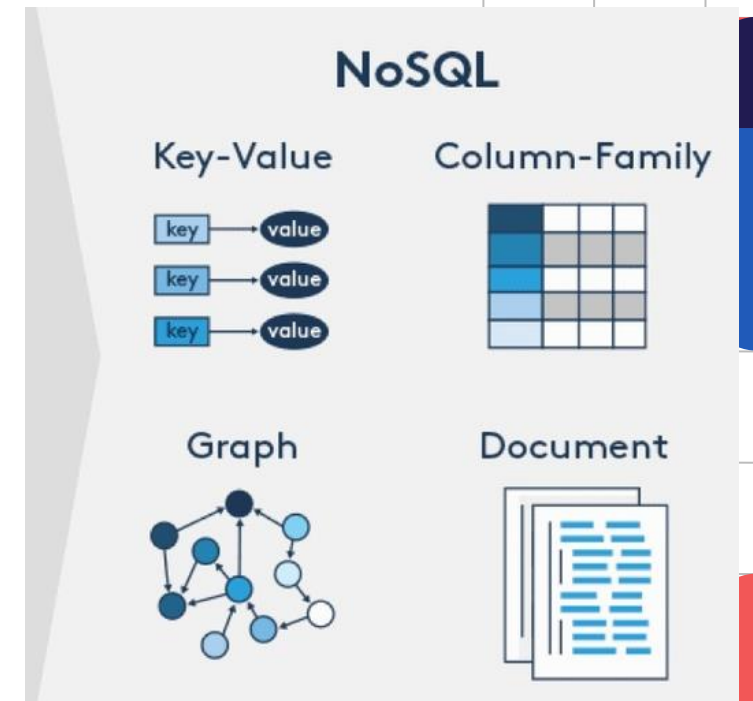 NoSQL
Key-Value
Column-Family
key value
key value
key value
Graph
Document